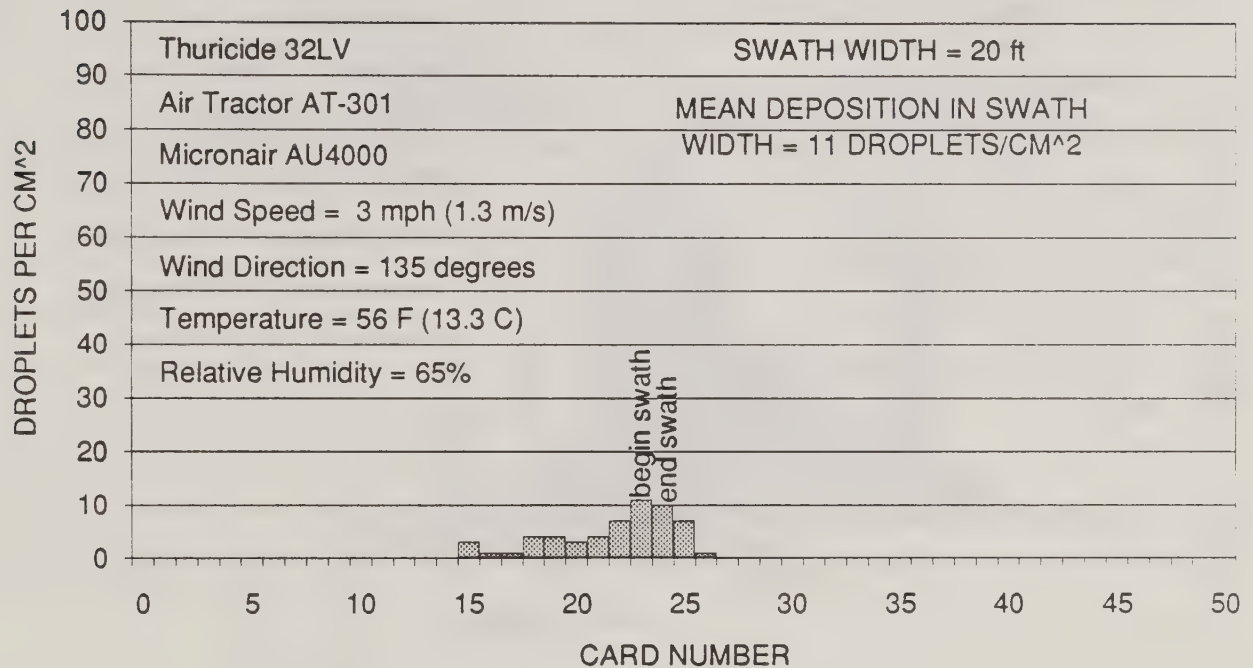 DROPLETS PER CM^2
100
90
80
70
60
50
40
30
20
10
0
Thuricide 32LV
Air Tractor AT-301
Micronair AU4000
Wind Speed = 3 mph (1.3 m/s)
Wind Direction = 135 degrees
Temperature = 56 F (13.3 C)
Relative Humidity = 65%
SWATH WIDTH = 20 ft
MEAN DEPOSITION IN SWATH
WIDTH = 11 DROPLETS/CM^2
begin swath
end swath
0 5 10 15 20 25 30 35 40 45 50
CARD NUMBER